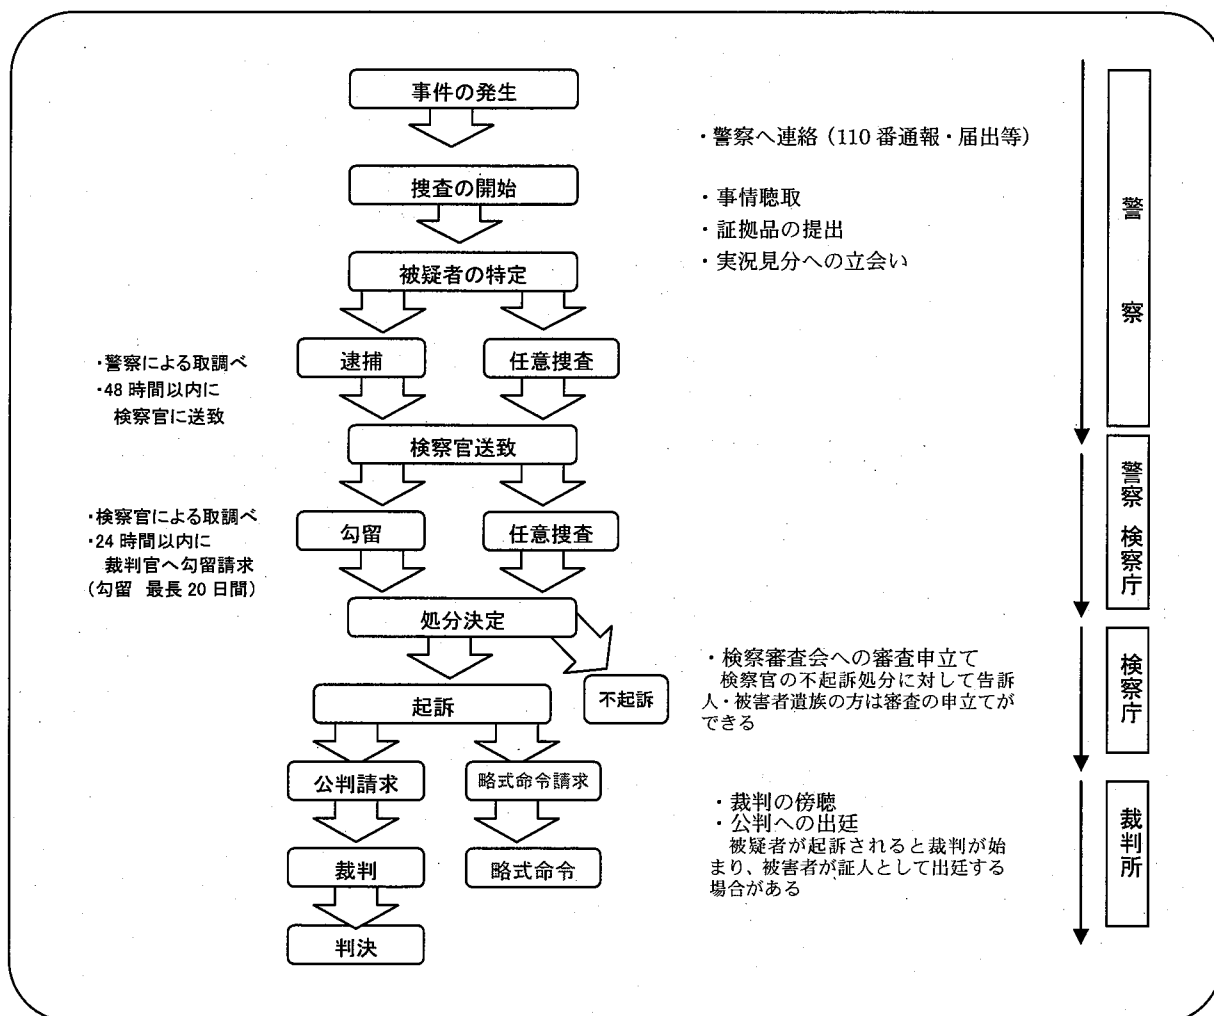 事件の発生
・警察へ連絡（110 番通報・届出等）
捜査の開始
・事情聴取
・証拠品の提出
・実況見分への立会い
被疑者の特定
警察
逮捕
任意捜査
・警察による取調べ
・48 時間以内に
検察官に送致
検察官送致
警察 検察庁
・検察官による取調べ
・24 時間以内に
裁判官へ勾留請求
（勾留 最長 20 日間）
勾留
任意捜査
処分決定
不起訴
・検察審査会への審査申立て
検察官の不起訴処分に対して告訴
人・被害者遺族の方は審査の申立てが
できる
検察庁
起訴
公判請求
略式命令請求
・裁判の傍聴
・公判への出廷
被疑者が起訴されると裁判が始
まり、被害者が証人として出廷する
場合がある
裁判所
裁判
略式命令
判決